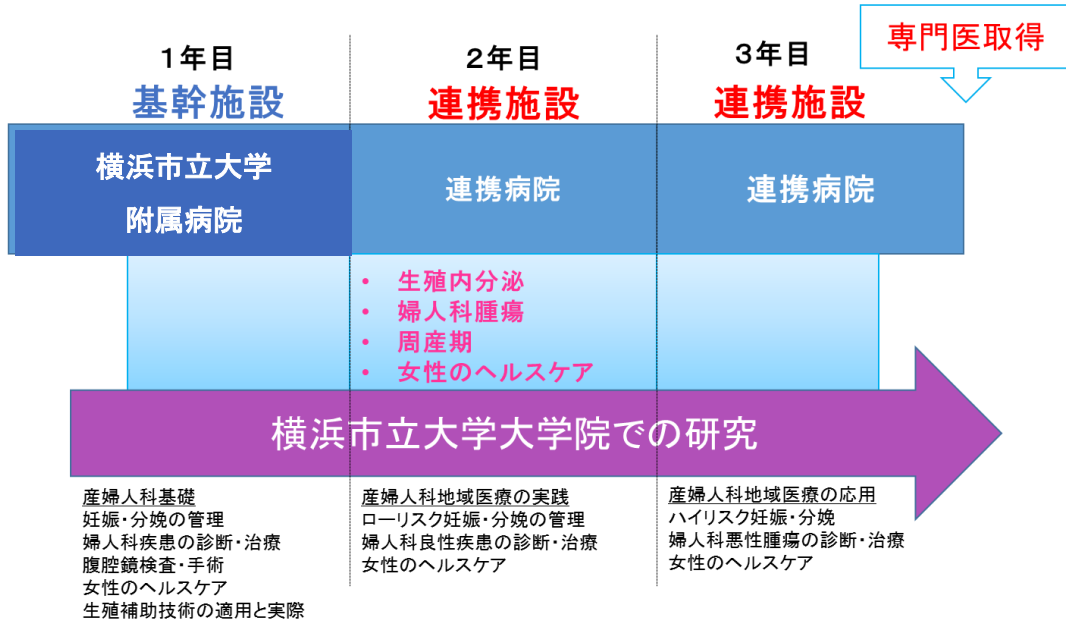 専門医取得
1年目
基幹施設
2年目
連携施設
3年目
連携施設
横浜市立大学
附属病院
連携病院
連携病院
• 生殖内分泌
• 婦人科腫瘍
• 周産期
• 女性のヘルスケア
横浜市立大学大学院での研究
産婦人科基礎
妊娠・分娩の管理
婦人科疾患の診断・治療
腹腔鏡検査・手術
女性のヘルスケア
生殖補助技術の適用と実際
産婦人科地域医療の実践
ローリスク妊娠・分娩の管理
婦人科良性疾患の診断・治療
女性のヘルスケア
産婦人科地域医療の応用
ハイリスク妊娠・分娩
婦人科悪性腫瘍の診断・治療
女性のヘルスケア